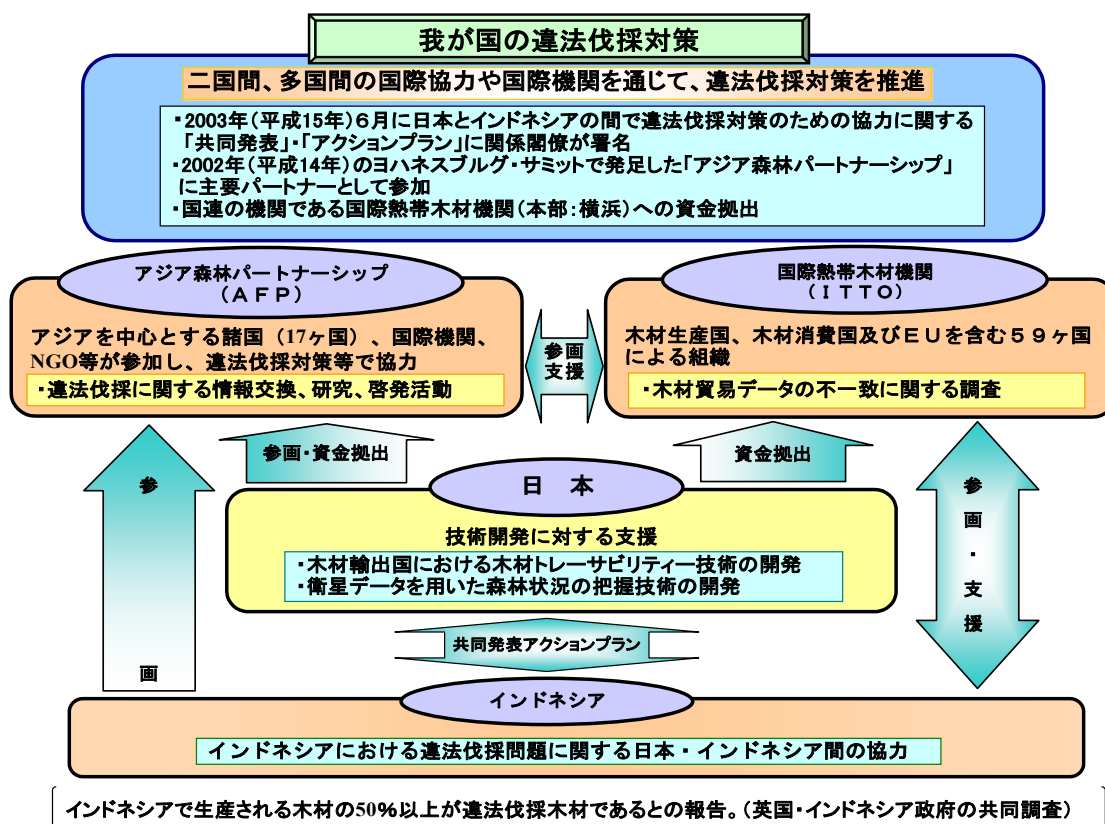 我が国の違法伐採対策
二国間、多国間の国際協力や国際機関を通じて、違法伐採対策を推進
・2003年(平成15年)6月に日本とインドネシアの間で違法伐採対策のための協力に関する
「共同発表」・「アクションプラン」に関係閣僚が署名
・2002年(平成14年)のヨハネスブルグ・サミットで発足した「アジア森林パートナーシップ」
に主要パートナーとして参加
・国連の機関である国際熱帯木材機関(本部:横浜)への資金拠出
アジア森林パートナーシップ
(AFP)
アジアを中心とする諸国(17ヶ国)、国際機関、
NGO等が参加し、違法伐採対策等で協力
・違法伐採に関する情報交換、研究、啓発活動
参画
支援
国際熱帯木材機関
(ITTO)
木材生産国、木材消費国及びEUを含む59ヶ国
による組織
・木材貿易データの不一致に関する調査
参画
参画・資金拠出
資金拠出
参画・支援
日 本
技術開発に対する支援
・木材輸出国における木材トレーサビリティー技術の開発
・衛星データを用いた森林状況の把握技術の開発
共同発表アクションプラン
インドネシア
インドネシアにおける違法伐採問題に関する日本・インドネシア間の協力
インドネシアで生産される木材の50%以上が違法伐採木材であるとの報告。(英国・インドネシア政府の共同調査)